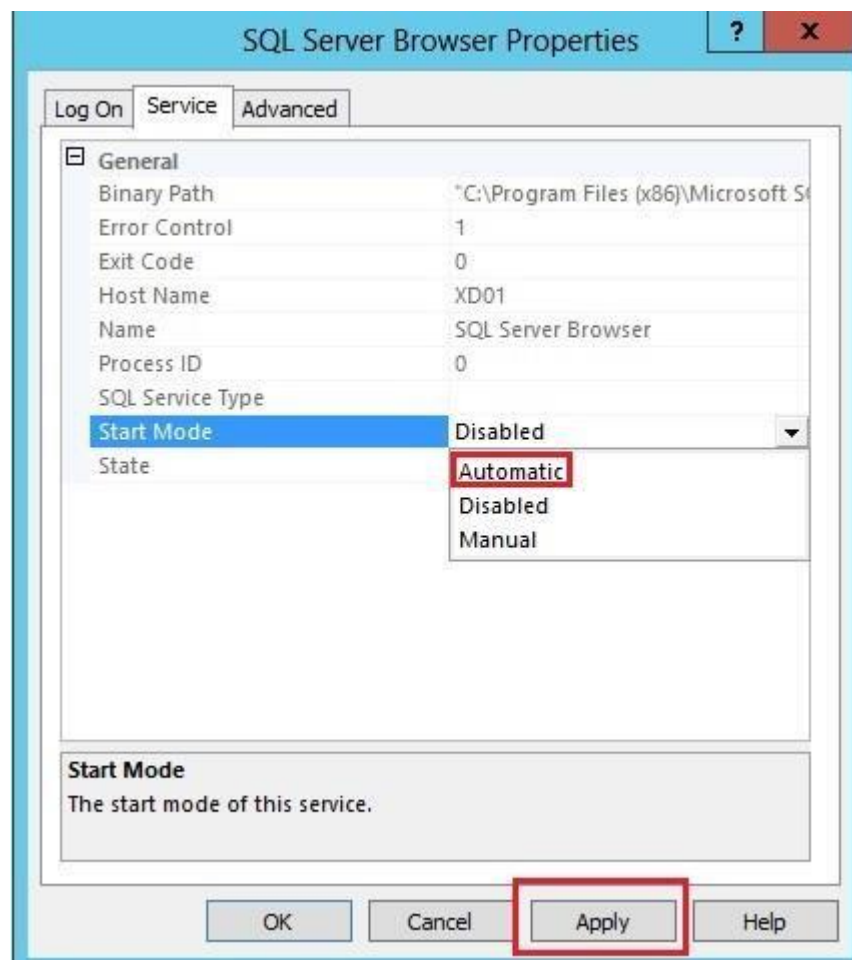 SQL Server Browser Properties
?
x
Log On Service Advanced
General
Binary Path "C:\Program Files (x86)\Microsoft
Error Control 1
Exit Code 0
Host Name XD01
Name SQL Server Browser
Process ID 0
SQL Service Type
Start Mode Disabled
State
Automatic
Disabled
Manual
Start Mode
The start mode of this service.
OK Cancel Apply Help